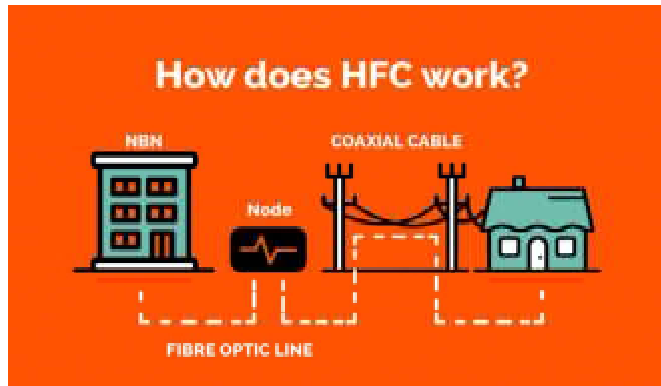 How does HFC work?
NBN
COAXIAL CABLE
Node
FIBRE OPTIC LINE